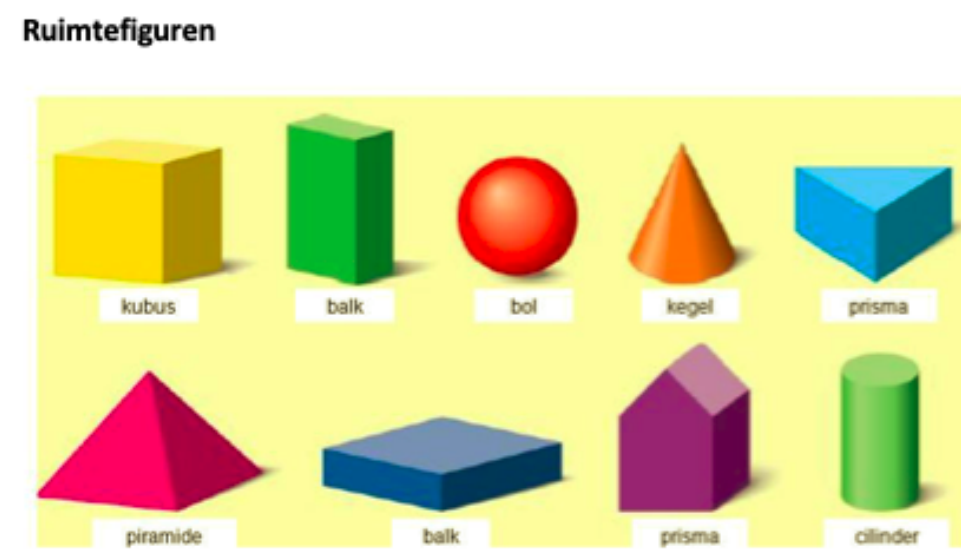 Ruimtefiguren
kubus
balk
bol
kegel
prisma
piramide
balk
prisma
cilinder